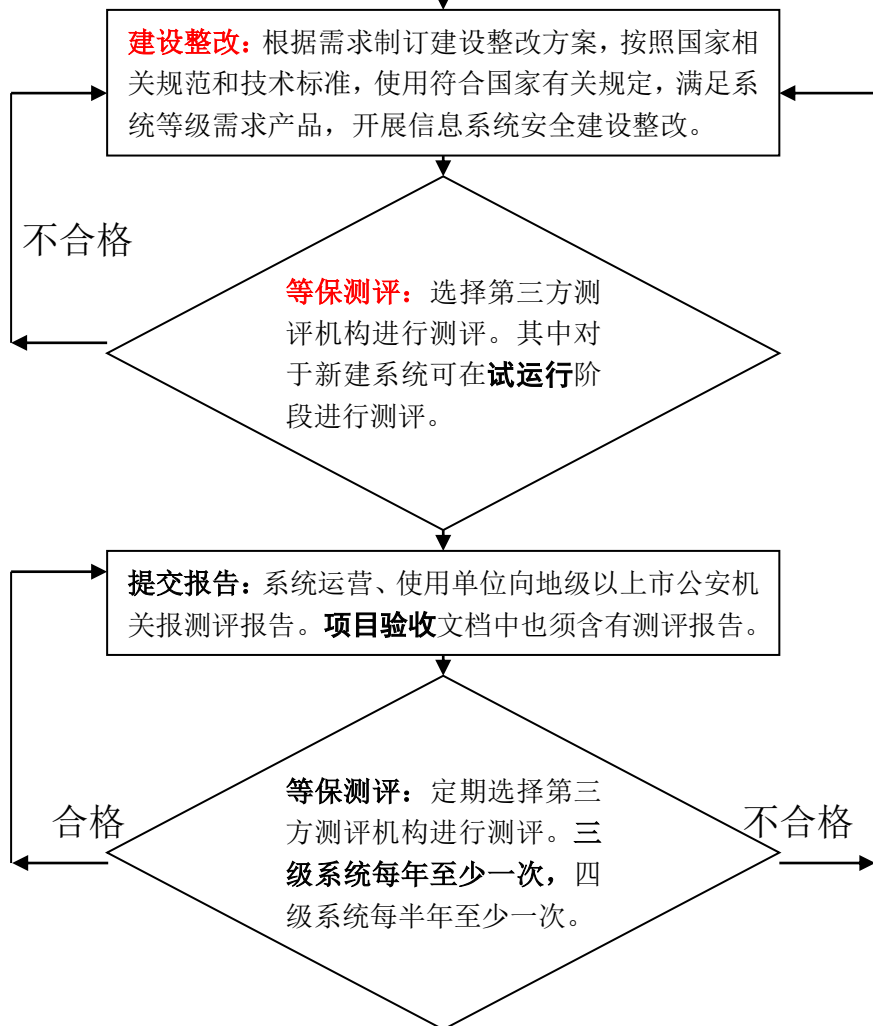 建设整改：根据需求制订建设整改方案，按照国家相
关规范和技术标准，使用符合国家有关规定，满足系
统等级需求产品，开展信息系统安全建设整改。
不合格
等保测评：选择第三方测
评机构进行测评。其中对
于新建系统可在试运行阶
段进行测评。
提交报告：系统运营、使用单位向地级以上市公安机
关报测评报告。项目验收文档中也须含有测评报告。
合格
等保测评：定期选择第三
方测评机构进行测评。三
级系统每年至少一次，四
级系统每半年至少一次。
不合格